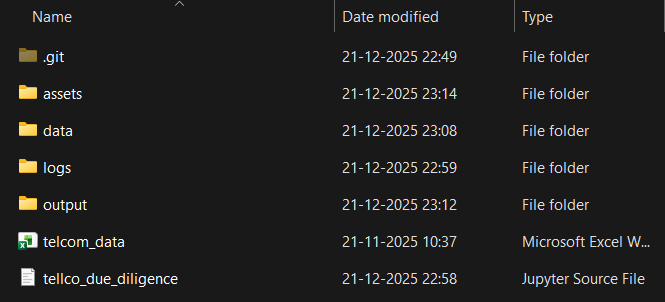 Name Date modified Type
.git 21-12-2025 22:49 File folder
assets 21-12-2025 23:14 File folder
data 21-12-2025 23:08 File folder
logs 21-12-2025 22:59 File folder
output 21-12-2025 23:12 File folder
telcom_data 21-11-2025 10:37 Microsoft Excel W...
tellco_due_diligence 21-12-2025 22:58 Jupyter Source File